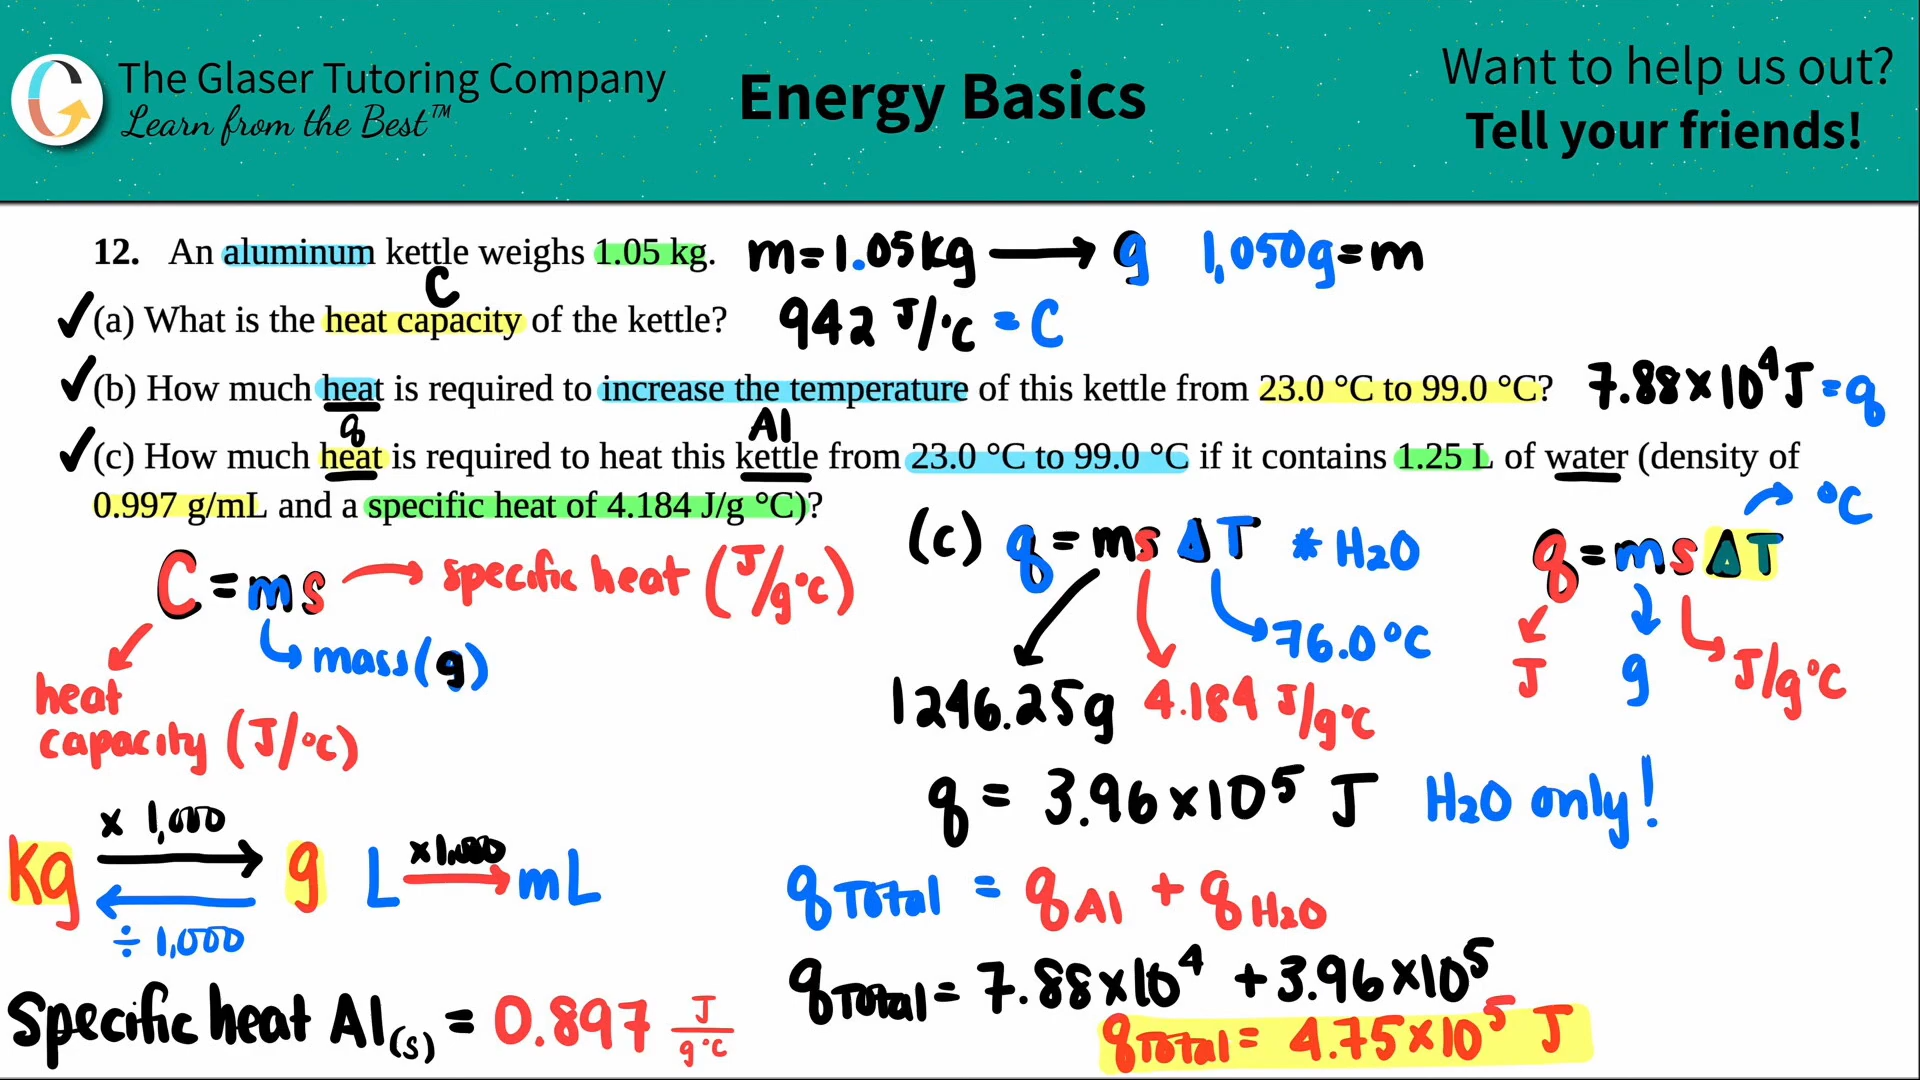 The Glaser Tutoring Company
Learn from the Best™
Energy Basics
Want to help us out?
Tell your friends!
12. An aluminum kettle weighs 1.05 kg. m=1.05kg → g 1,050g=m
C
✓(a) What is the heat capacity of the kettle? 942 J/°C = C
✓(b) How much heat is required to increase the temperature of this kettle from 23.0 °C to 99.0 °C? 7.88×10⁴J=q
q Al
✓(c) How much heat is required to heat this kettle from 23.0 °C to 99.0 °C if it contains 1.25 L of water (density of
0.997 g/mL and a specific heat of 4.184 J/g °C)?
C=ms → specific heat (J/g°C)
mass(g)
heat
capacity (J/°C)
× 1,000
kg → g
÷ 1,000
×1,000
L → mL
Specific heat Al(s) = 0.897 J/g°C
(c) q=msΔT *H₂O
76.0°C
1246.25g 4.184 J/g°C
q=msΔT → °C
J g J/g°C
q = 3.96×10⁵ J H₂O only!
qTotal = qAl + qH₂O
qTotal= 7.88×10⁴ +3.96×10⁵
qTotal= 4.75×10⁵ J